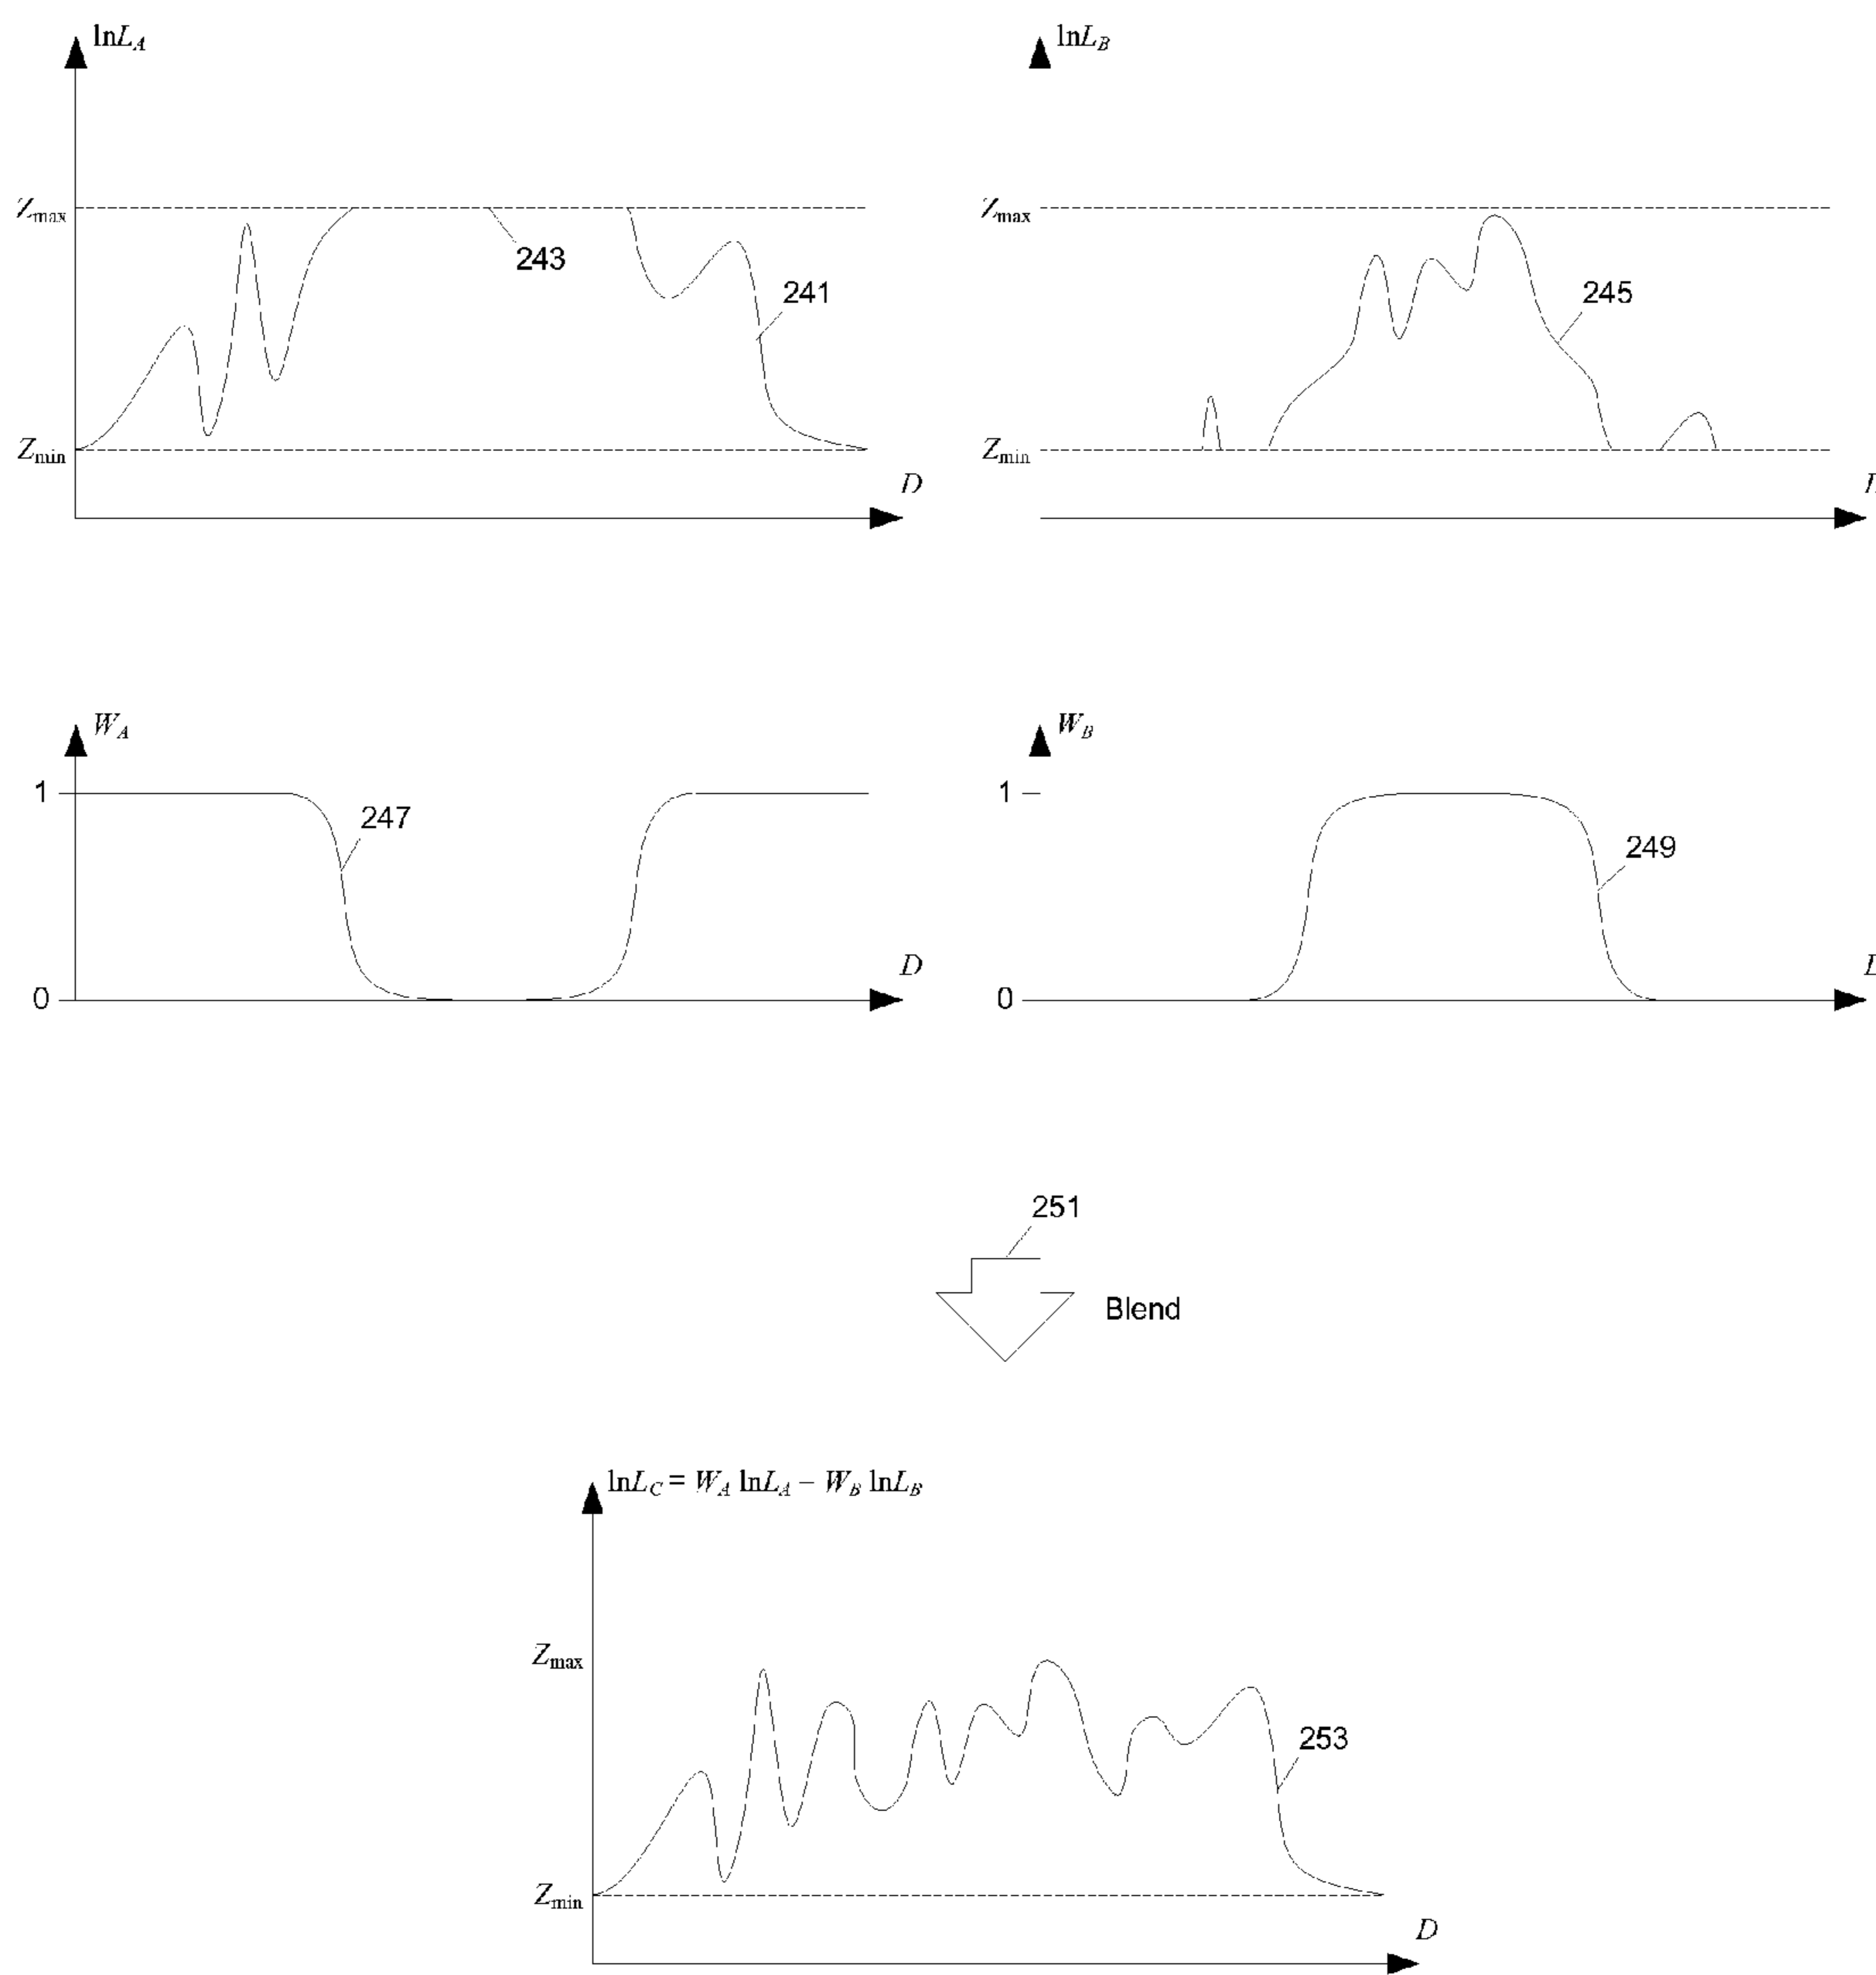 lnL_A
Z_max
243
241
Z_min
D
lnL_B
Z_max
245
Z_min
W_A
1
247
0
D
W_B
1
249
0
251
Blend
lnL_C = W_A lnL_A – W_B lnL_B
Z_max
253
Z_min
D